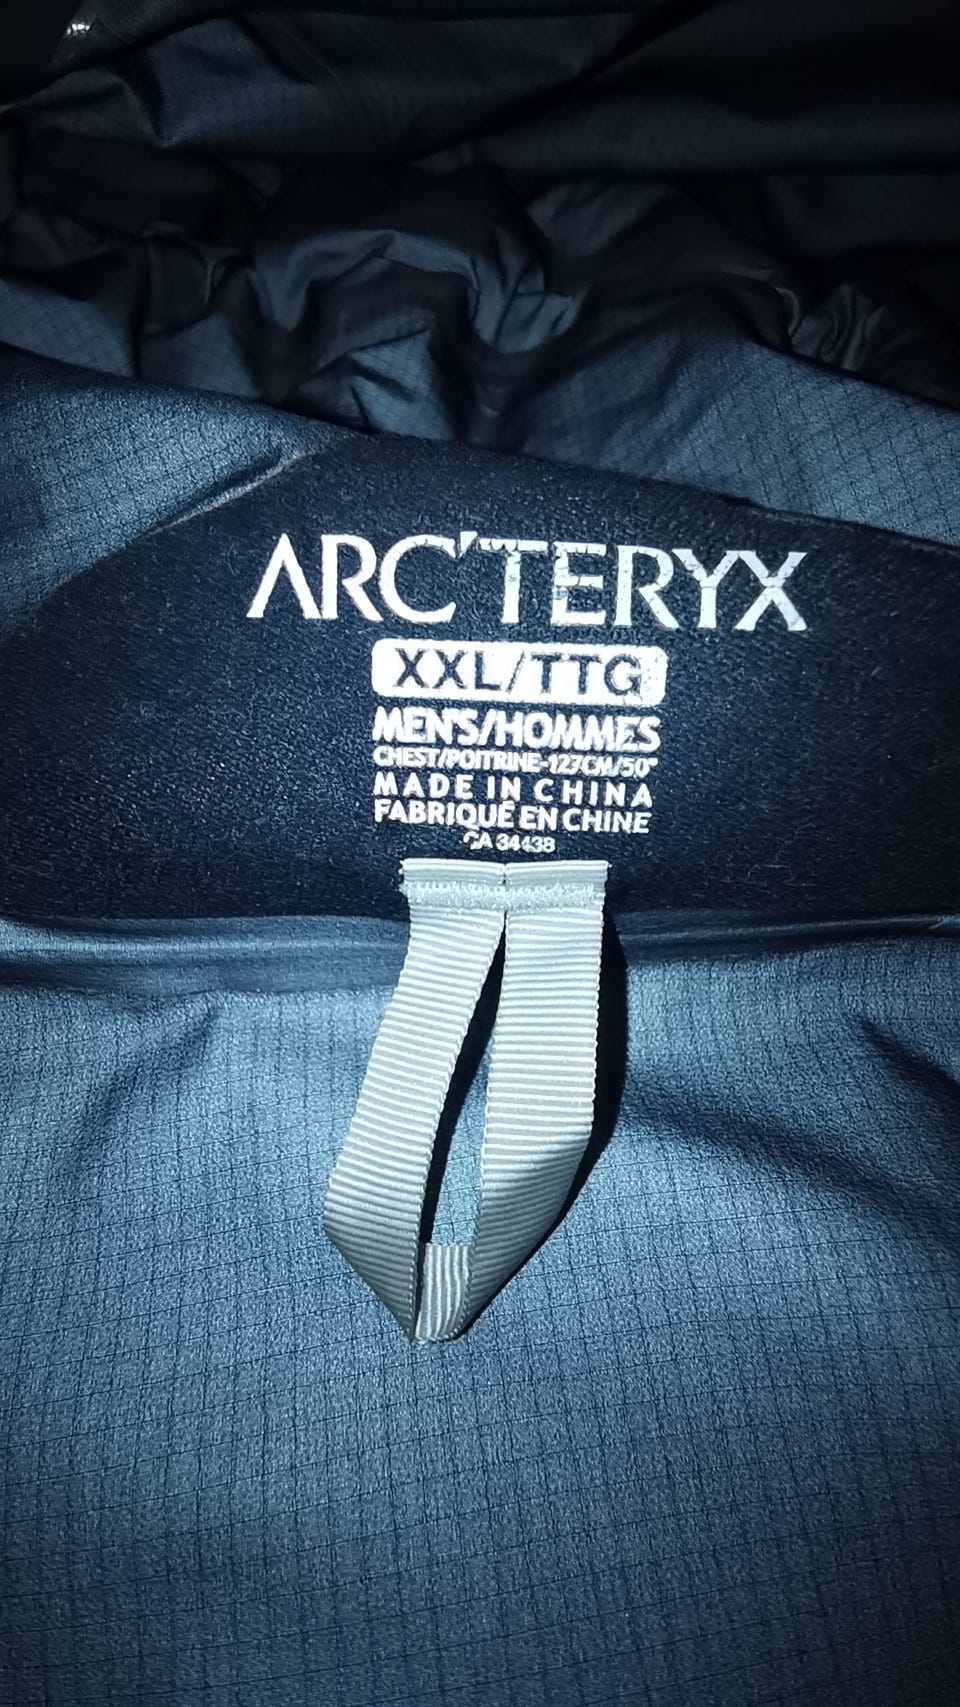 ARC'TERYX
XXL/TTG
MEN'S/HOMMES
CHEST/POITRINE-127CM/50"
MADE IN CHINA
FABRIQUÉ EN CHINE
CA 34438